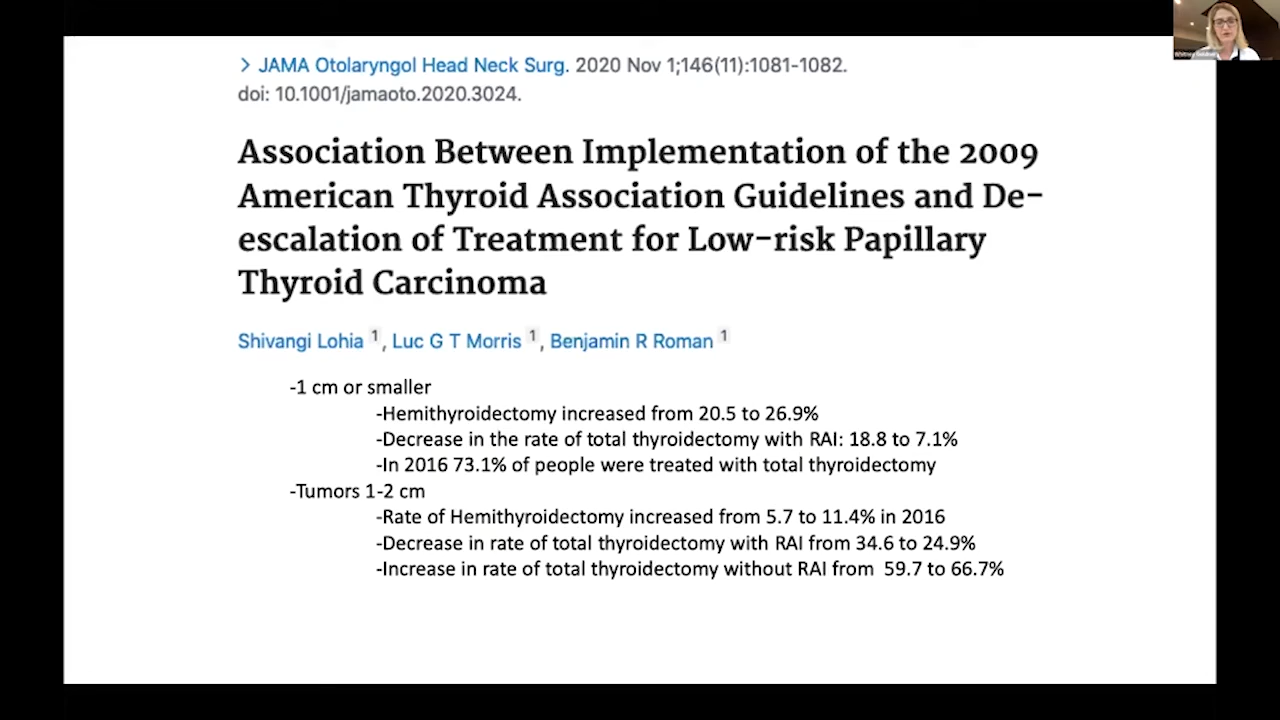 > JAMA Otolaryngol Head Neck Surg. 2020 Nov 1;146(11):1081-1082.
doi: 10.1001/jamaoto.2020.3024.
Association Between Implementation of the 2009
American Thyroid Association Guidelines and De-
escalation of Treatment for Low-risk Papillary
Thyroid Carcinoma
Shivangi Lohia 1, Luc G T Morris 1, Benjamin R Roman 1
-1 cm or smaller
-Hemithyroidectomy increased from 20.5 to 26.9%
-Decrease in the rate of total thyroidectomy with RAI: 18.8 to 7.1%
-In 2016 73.1% of people were treated with total thyroidectomy
-Tumors 1-2 cm
-Rate of Hemithyroidectomy increased from 5.7 to 11.4% in 2016
-Decrease in rate of total thyroidectomy with RAI from 34.6 to 24.9%
-Increase in rate of total thyroidectomy without RAI from 59.7 to 66.7%